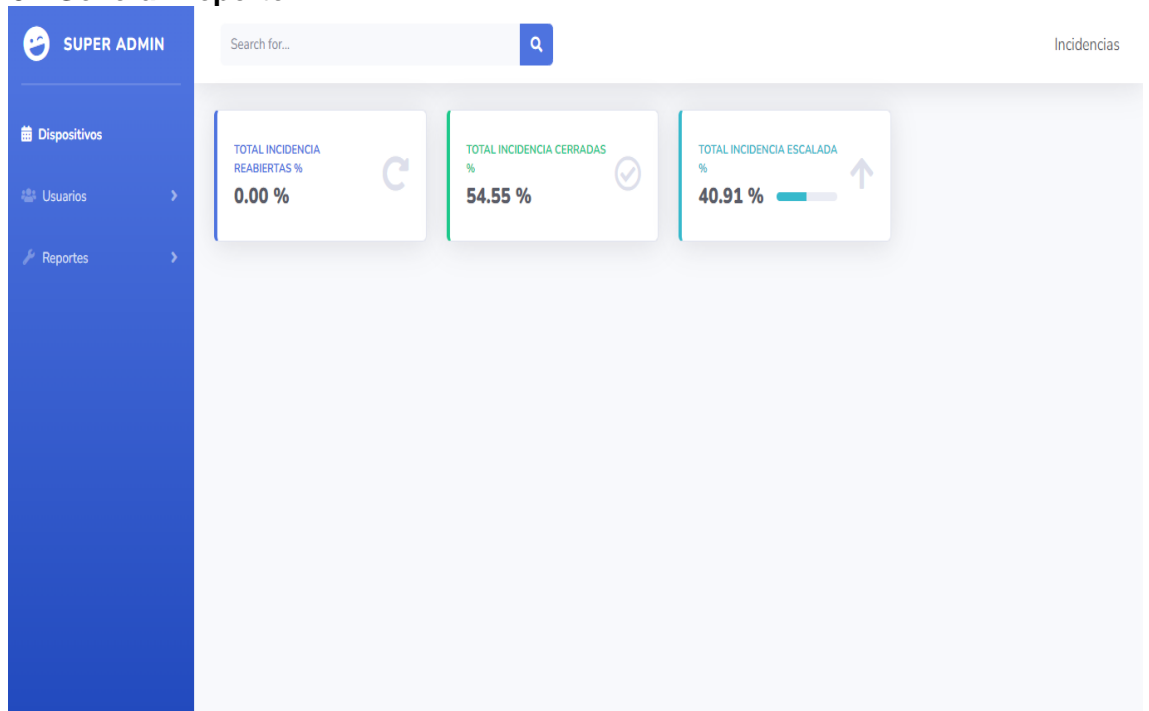 SUPER ADMIN
Search for...
Incidencias
Dispositivos
Usuarios
Reportes
TOTAL INCIDENCIA
REABIERTAS %
0.00 %
TOTAL INCIDENCIA CERRADAS
%
54.55 %
TOTAL INCIDENCIA ESCALADA
%
40.91 %